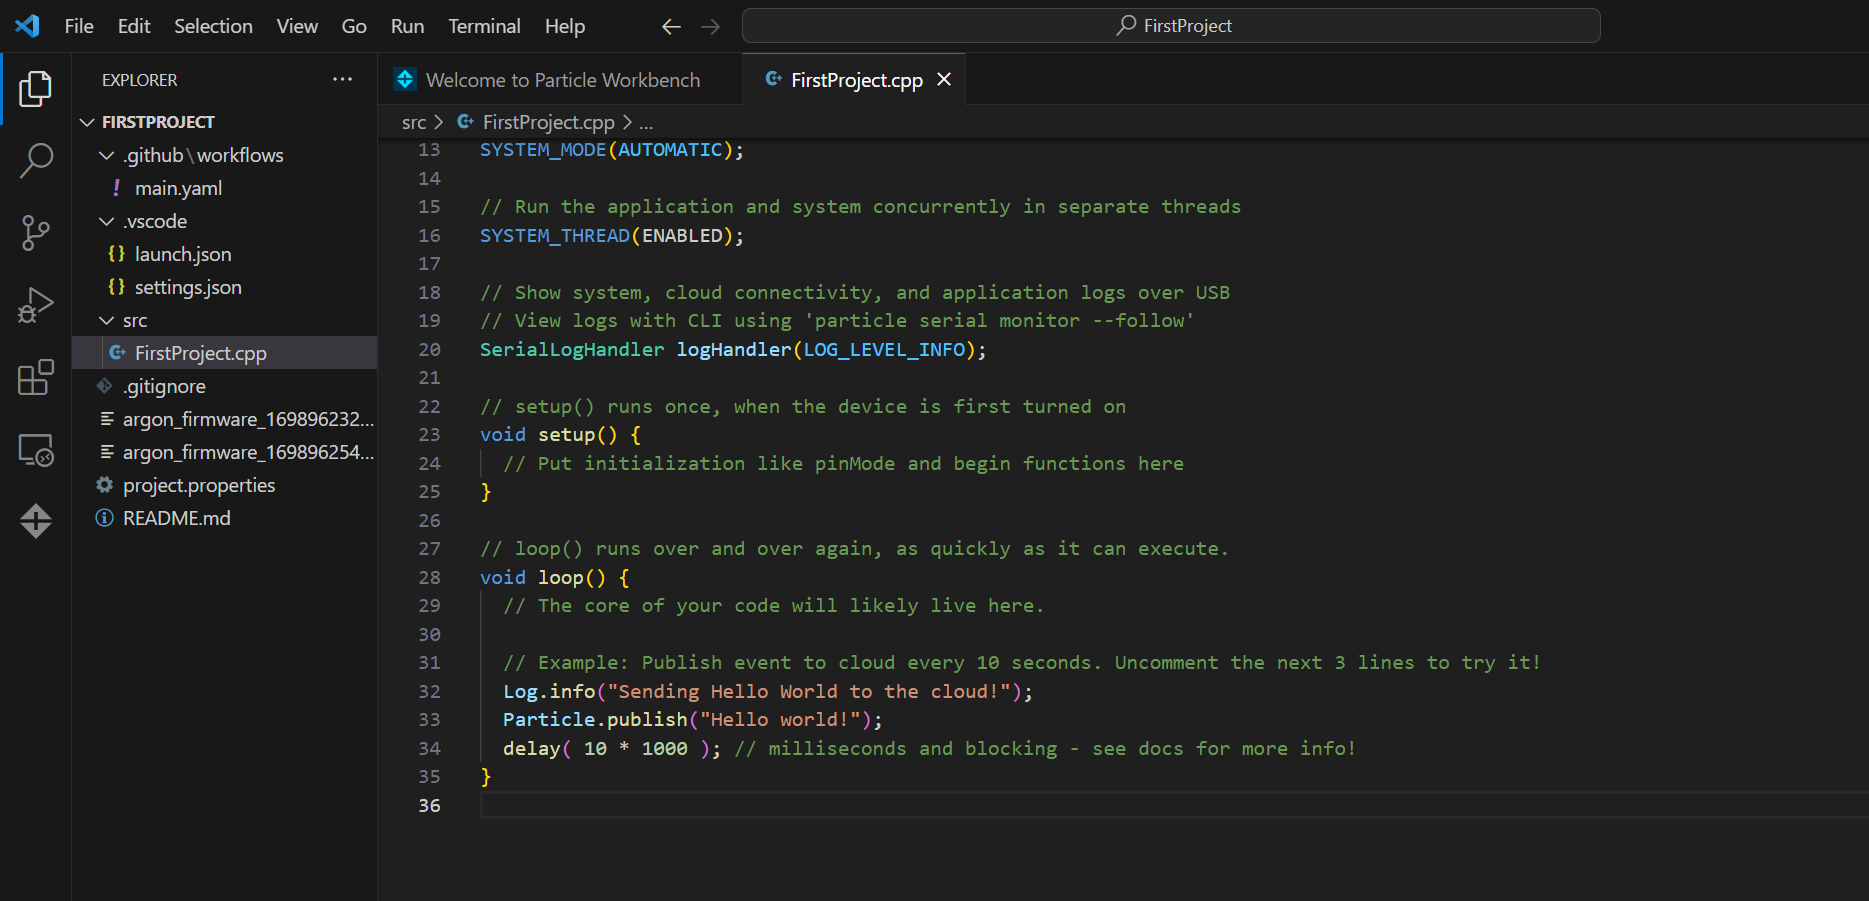 File Edit Selection View Go Run Terminal Help
FirstProject
EXPLORER
FIRSTPROJECT
.github\workflows
! main.yaml
.vscode
{} launch.json
{} settings.json
src
FirstProject.cpp
.gitignore
argon_firmware_169896232...
argon_firmware_169896254...
project.properties
README.md
Welcome to Particle Workbench
FirstProject.cpp
src > FirstProject.cpp > ...
13 SYSTEM_MODE(AUTOMATIC);
14
15 // Run the application and system concurrently in separate threads
16 SYSTEM_THREAD(ENABLED);
17
18 // Show system, cloud connectivity, and application logs over USB
19 // View logs with CLI using 'particle serial monitor --follow'
20 SerialLogHandler logHandler(LOG_LEVEL_INFO);
21
22 // setup() runs once, when the device is first turned on
23 void setup() {
24 // Put initialization like pinMode and begin functions here
25 }
26
27 // loop() runs over and over again, as quickly as it can execute.
28 void loop() {
29 // The core of your code will likely live here.
30
31 // Example: Publish event to cloud every 10 seconds. Uncomment the next 3 lines to try it!
32 Log.info("Sending Hello World to the cloud!");
33 Particle.publish("Hello world!");
34 delay( 10 * 1000 ); // milliseconds and blocking - see docs for more info!
35 }
36